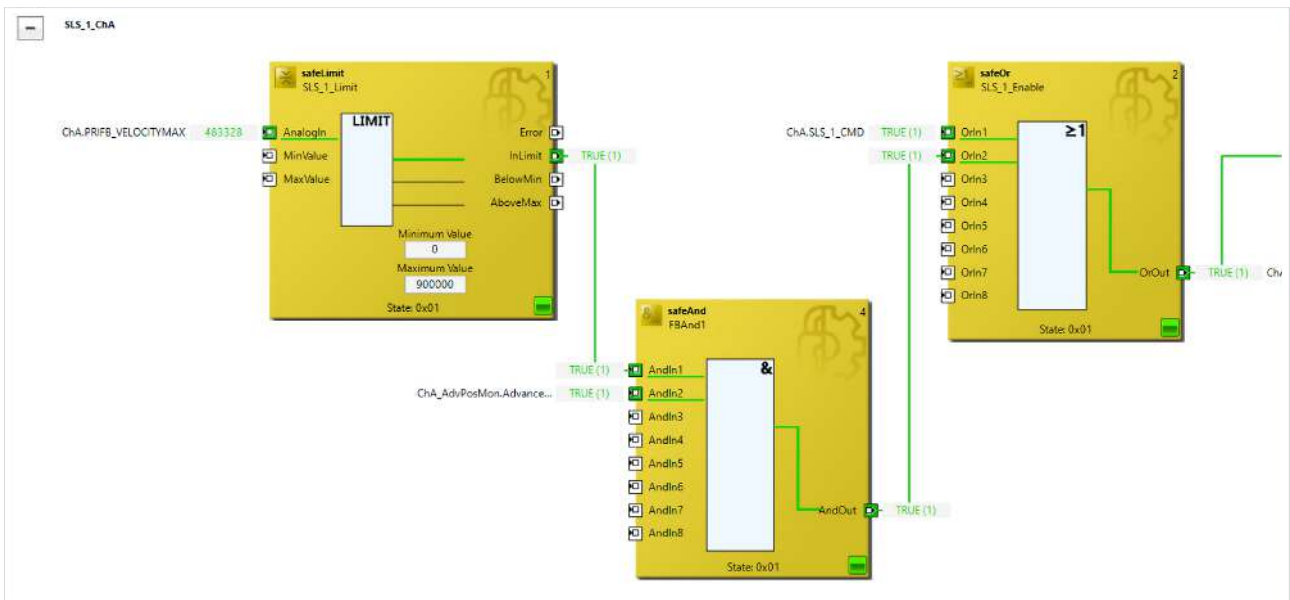 SLS_1_ChA
safeLimit
SLS_1_Limit
1
LIMIT
ChA.PRIFB_VELOCITYMAX 483328 AnalogIn
MinValue
MaxValue
Error
InLimit TRUE (1)
BelowMin
AboveMax
Minimum Value
0
Maximum Value
900000
State: 0x01
safeOr
SLS_1_Enable
2
≥1
ChA.SLS_1_CMD TRUE (1) OrIn1
TRUE (1) OrIn2
OrIn3
OrIn4
OrIn5
OrIn6
OrIn7
OrIn8
OrOut TRUE (1)
State: 0x01
&
safeAnd
FBAnd1
4
&
TRUE (1) AndIn1
ChA_AdvPosMon.Advance... TRUE (1) AndIn2
AndIn3
AndIn4
AndIn5
AndIn6
AndIn7
AndIn8
AndOut TRUE (1)
State: 0x01